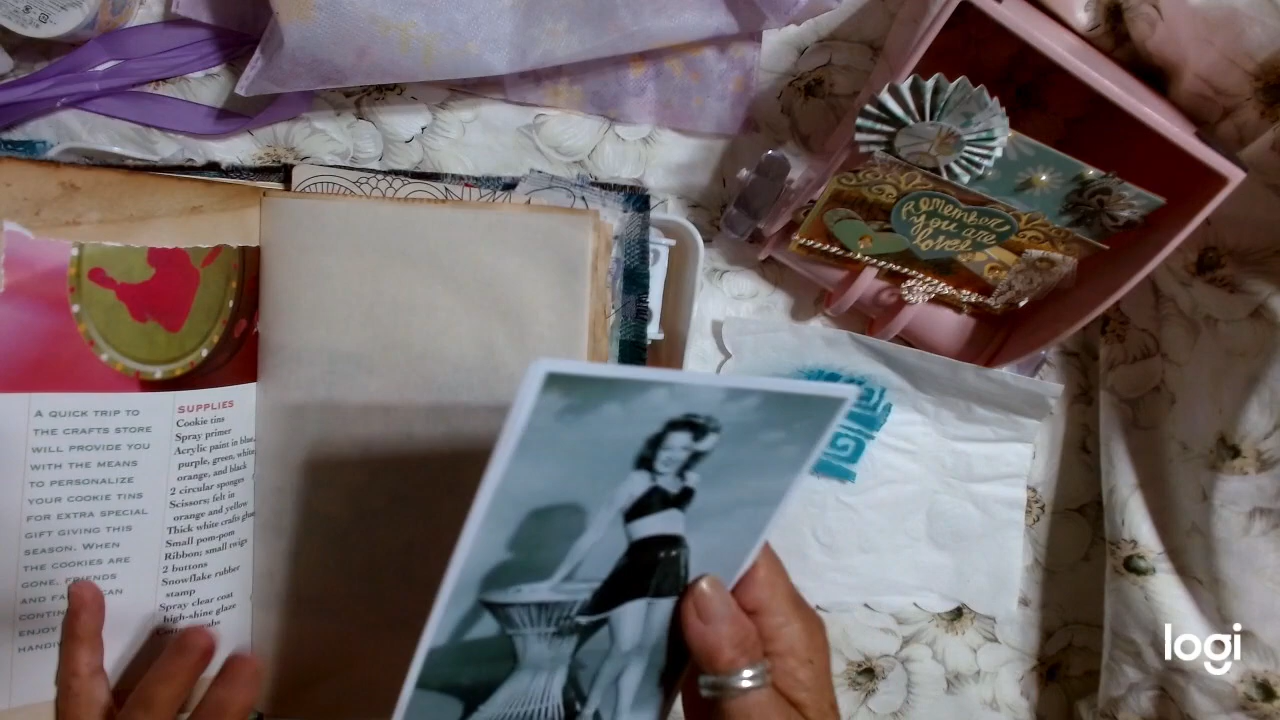 Remember
you are
loved
A QUICK TRIP TO
THE CRAFTS STORE
WILL PROVIDE YOU
WITH THE MEANS
TO PERSONALIZE
YOUR COOKIE TINS
FOR EXTRA SPECIAL
GIFT GIVING THIS
SEASON. WHEN
THE COOKIES ARE
GONE, FRIENDS
AND CAN
ENJOY
SUPPLIES
Cookie tins
Spray primer
Acrylic paint in blue,
purple, green, white,
orange, and black
2 circular sponges
Scissors; felt in
orange and yellow
Thick white crafts glue
Small pom-pom
Ribbon; small twigs
2 buttons
Snowflake rubber
stamp
Spray clear coat
high-shine glaze
logi